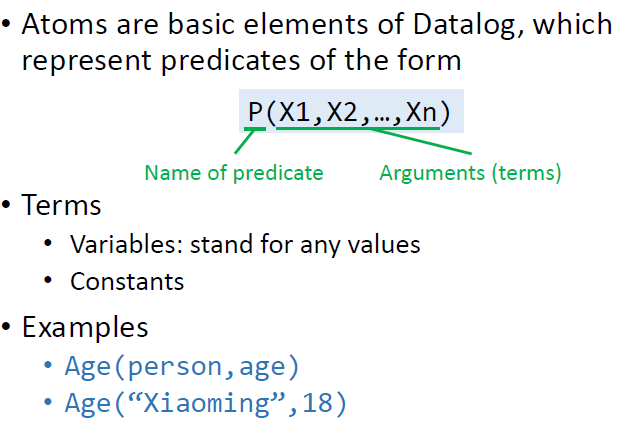 • Atoms are basic elements of Datalog, which
represent predicates of the form
P(X1,X2,…,Xn)
Name of predicate
Arguments (terms)
• Terms
• Variables: stand for any values
• Constants
• Examples
• Age(person,age)
• Age(“Xiaoming”,18)